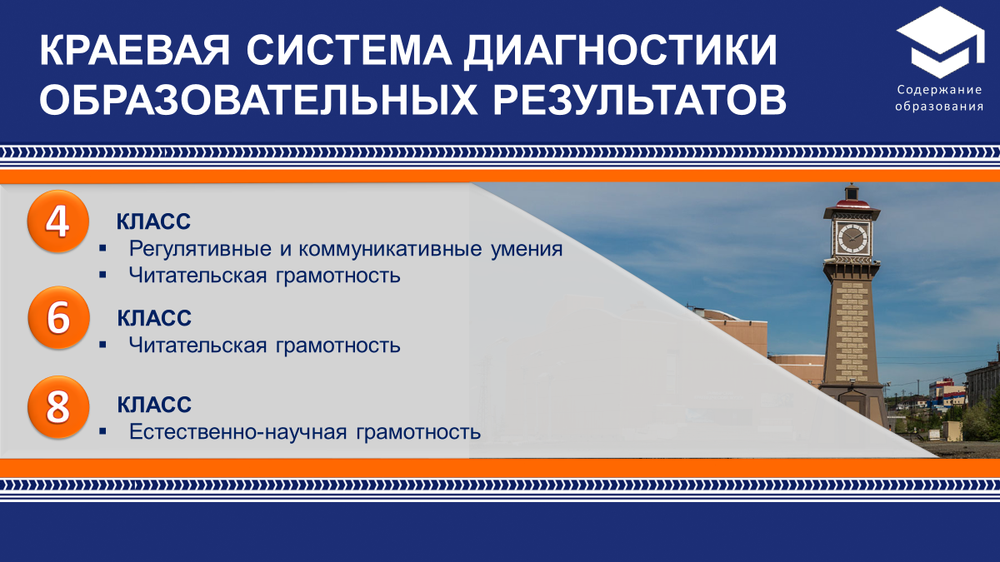 КРАЕВАЯ СИСТЕМА ДИАГНОСТИКИ
ОБРАЗОВАТЕЛЬНЫХ РЕЗУЛЬТАТОВ
Содержание
образования
4
КЛАСС
▪ Регулятивные и коммуникативные умения
▪ Читательская грамотность
6
КЛАСС
▪ Читательская грамотность
8
КЛАСС
▪ Естественно-научная грамотность